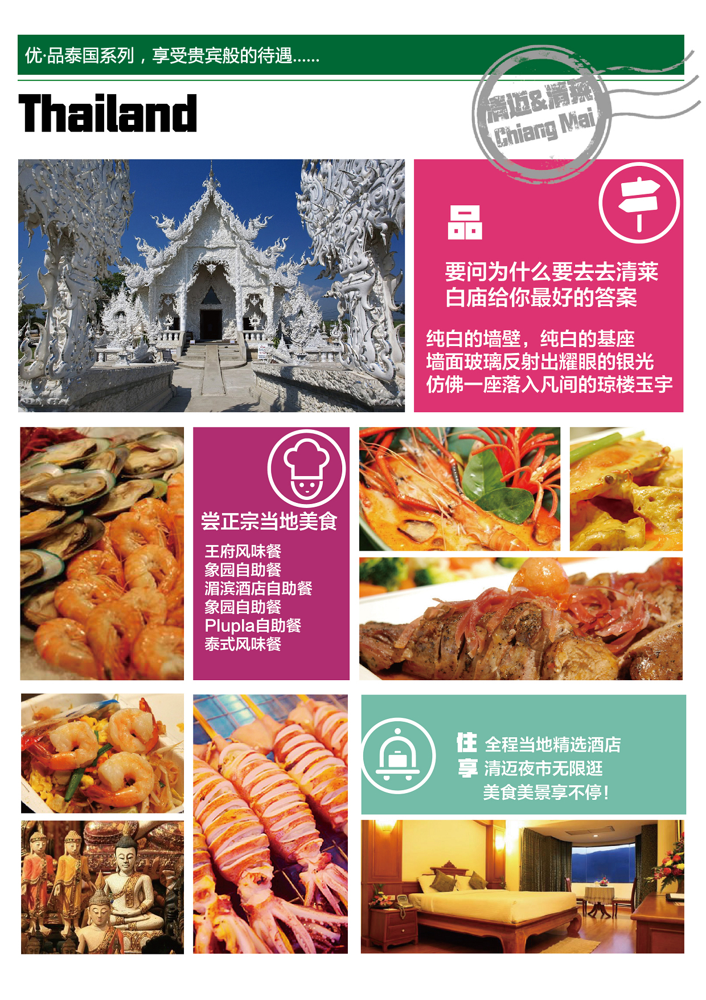 优·品泰国系列，享受贵宾般的待遇......
Thailand
清迈&清莱
Chiang Mai
品
要问为什么要去去清莱
白庙给你最好的答案
纯白的墙壁，纯白的基座
墙面玻璃反射出耀眼的银光
仿佛一座落入凡间的琼楼玉宇
尝正宗当地美食
王府风味餐
象园自助餐
湄滨酒店自助餐
象园自助餐
Plupla自助餐
泰式风味餐
住 全程当地精选酒店
享 清迈夜市无限逛
美食美景享不停！